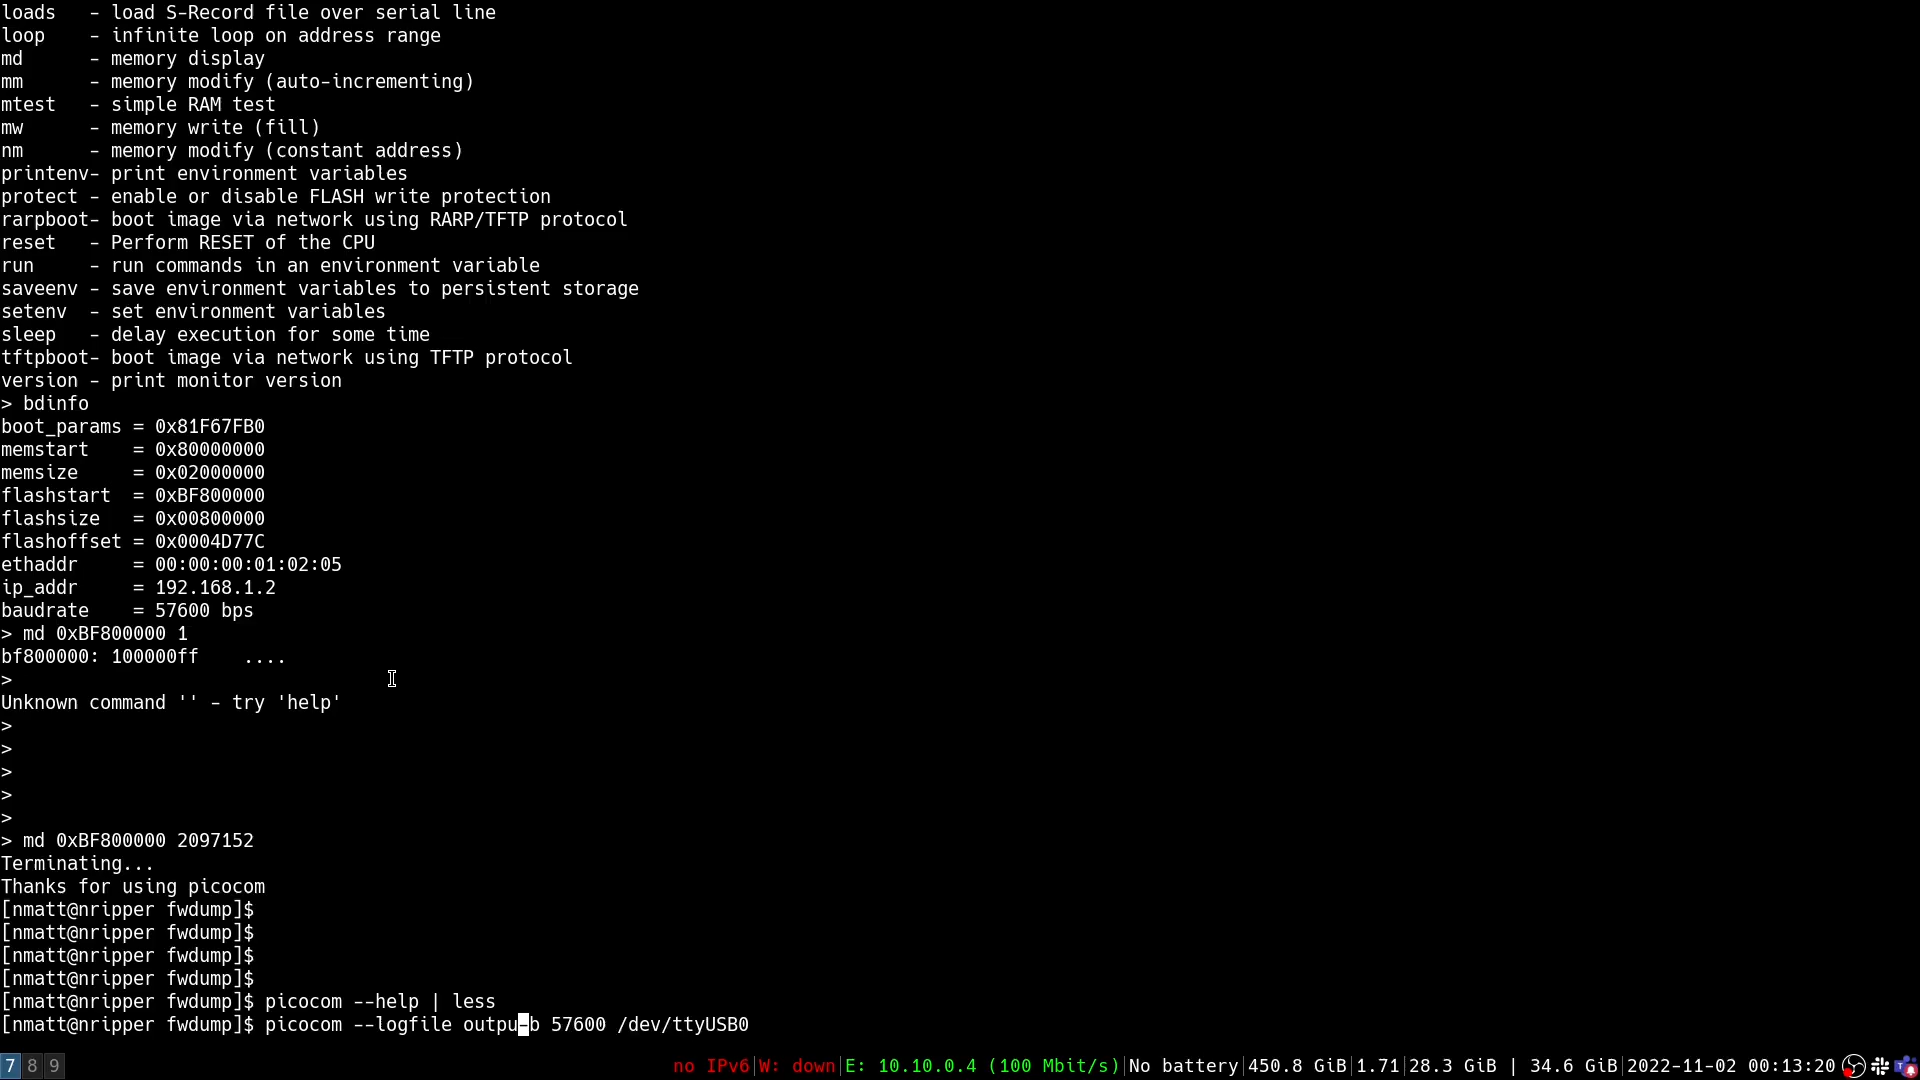 loads   - load S-Record file over serial line
loop    - infinite loop on address range
md      - memory display
mm      - memory modify (auto-incrementing)
mtest   - simple RAM test
mw      - memory write (fill)
nm      - memory modify (constant address)
printenv- print environment variables
protect - enable or disable FLASH write protection
rarpboot- boot image via network using RARP/TFTP protocol
reset   - Perform RESET of the CPU
run     - run commands in an environment variable
saveenv - save environment variables to persistent storage
setenv  - set environment variables
sleep   - delay execution for some time
tftpboot- boot image via network using TFTP protocol
version - print monitor version
> bdinfo
boot_params = 0x81F67FB0
memstart    = 0x80000000
memsize     = 0x02000000
flashstart  = 0xBF800000
flashsize   = 0x00800000
flashoffset = 0x0004D77C
ethaddr     = 00:00:00:01:02:05
ip_addr     = 192.168.1.2
baudrate    = 57600 bps
> md 0xBF800000 1
bf800000: 100000ff    ....
>
Unknown command '' - try 'help'
>
>
>
>
>
> md 0xBF800000 2097152
Terminating...
Thanks for using picocom
[nmatt@nripper fwdump]$
[nmatt@nripper fwdump]$
[nmatt@nripper fwdump]$
[nmatt@nripper fwdump]$
[nmatt@nripper fwdump]$ picocom --help | less
[nmatt@nripper fwdump]$ picocom --logfile outpu-b 57600 /dev/ttyUSB0
7 8 9 no IPv6|W: down|E: 10.10.0.4 (100 Mbit/s)|No battery|450.8 GiB|1.71|28.3 GiB | 34.6 GiB|2022-11-02 00:13:20